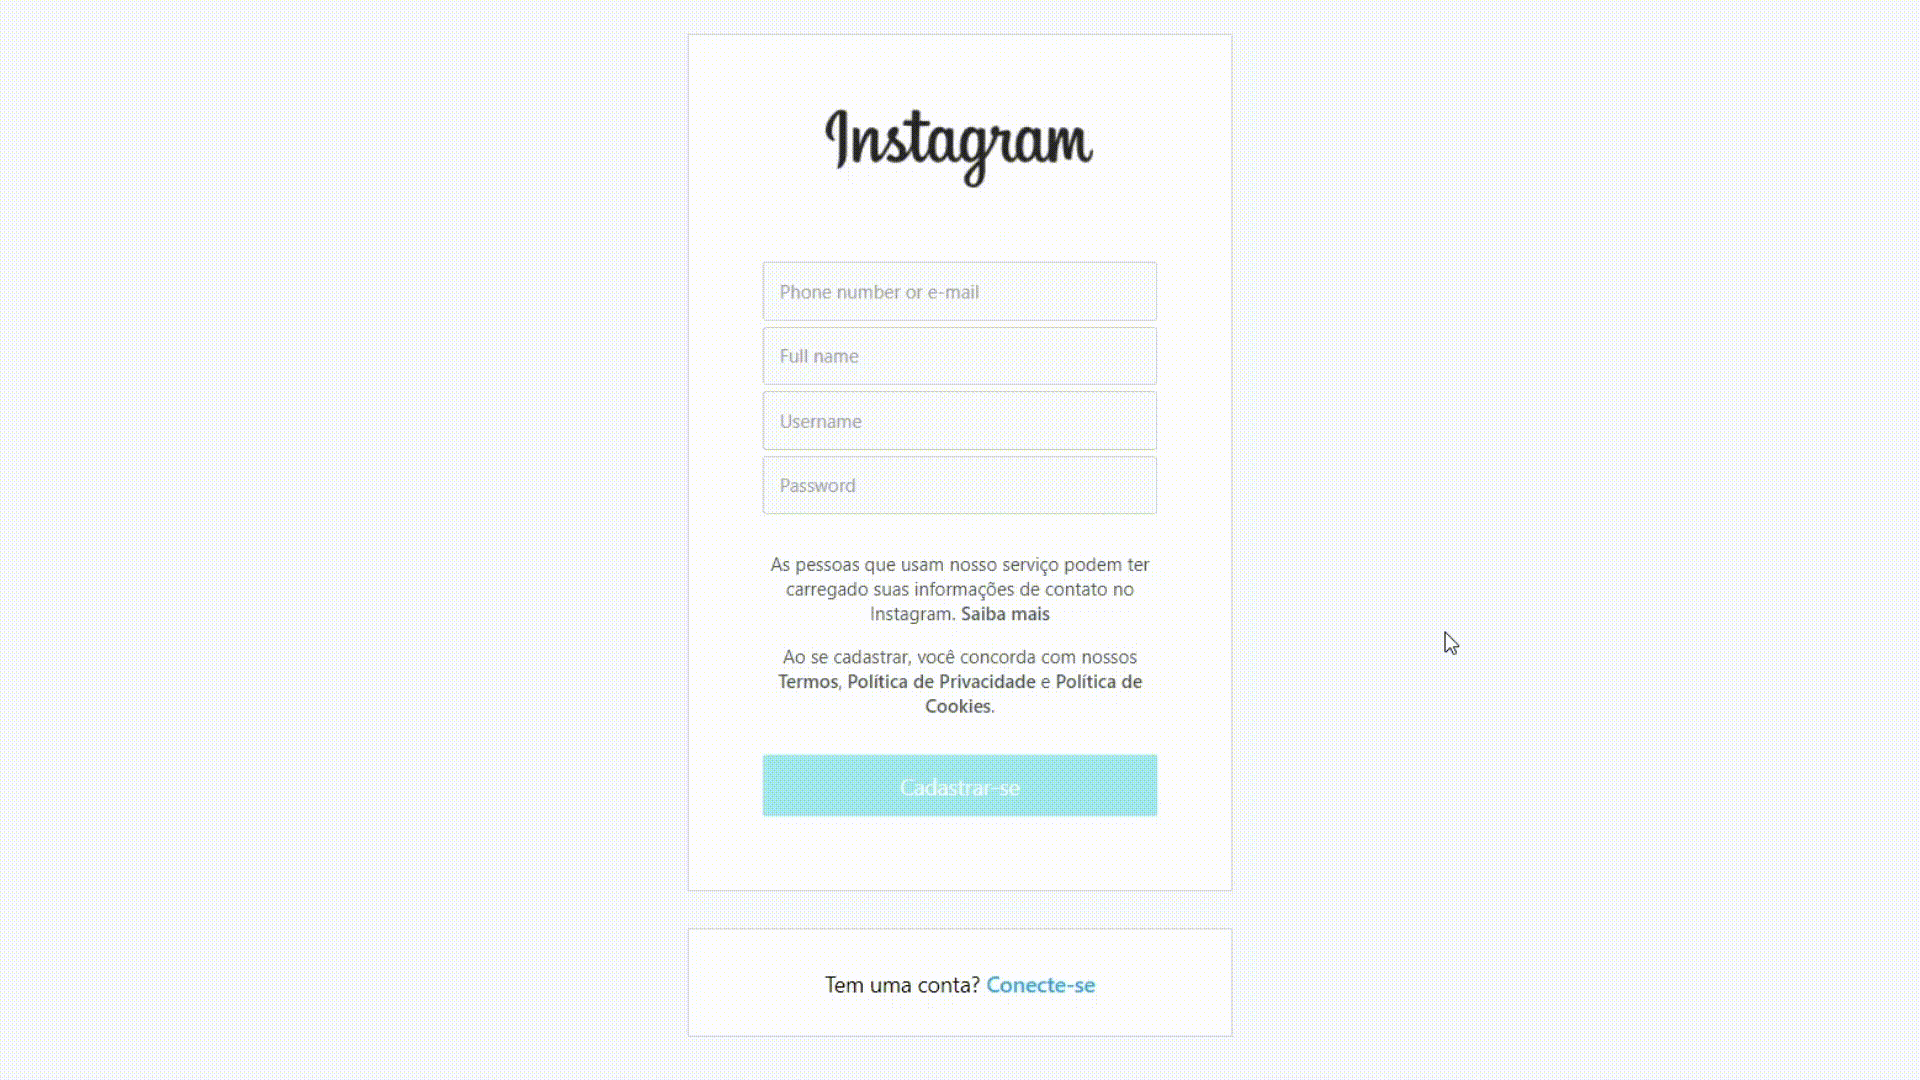 Instagram
Phone number or e-mail
Full name
Username
Password
As pessoas que usam nosso serviço podem ter
carregado suas informações de contato no
Instagram. Saiba mais
Ao se cadastrar, você concorda com nossos
Termos, Política de Privacidade e Política de
Cookies.
Cadastrar-se
Tem uma conta? Conecte-se